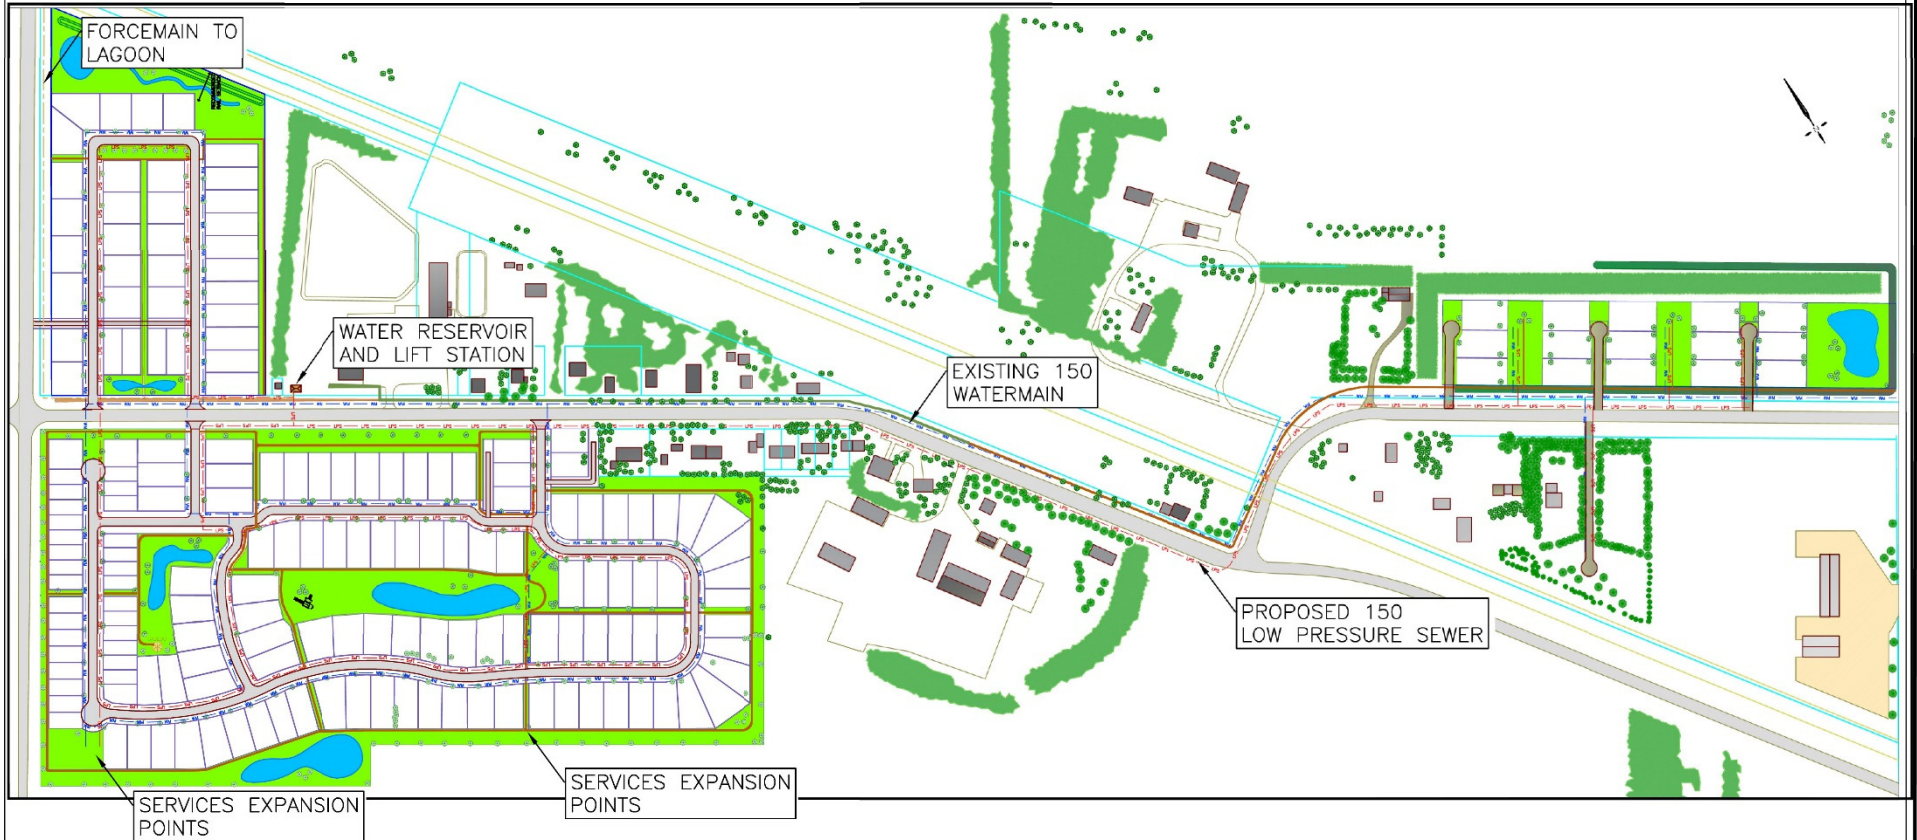 FORCEMAIN TO
LAGOON
WATER RESERVOIR
AND LIFT STATION
EXISTING 150
WATERMAIN
PROPOSED 150
LOW PRESSURE SEWER
SERVICES EXPANSION
POINTS
SERVICES EXPANSION
POINTS